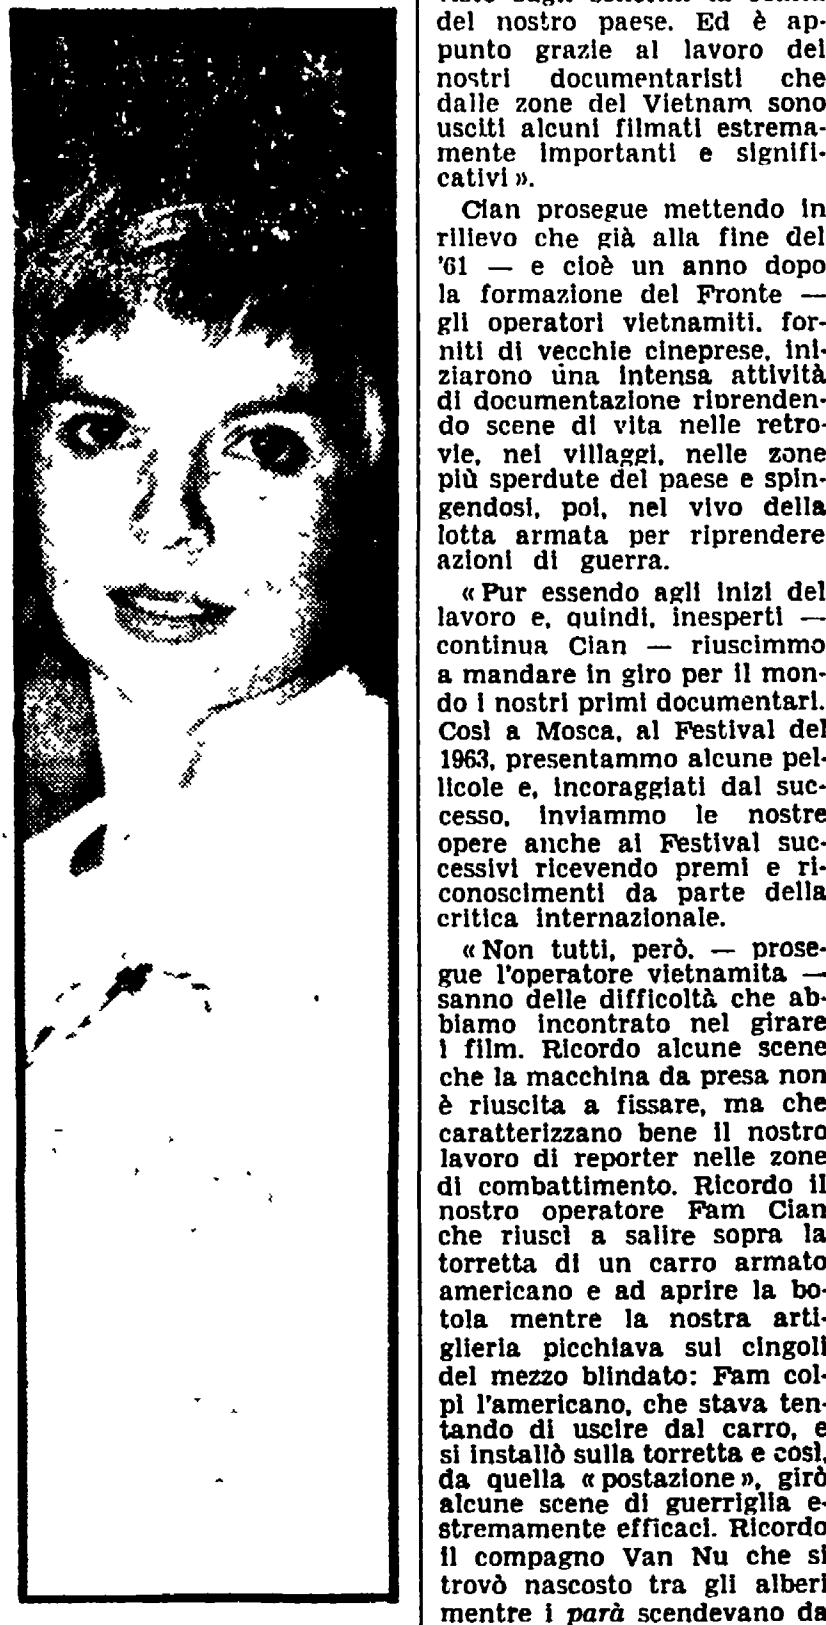 del nostro paese. Ed è ap-
punto grazie al lavoro dei
nostri documentaristi che
dalle zone del Vietnam sono
usciti alcuni filmati estrema-
mente importanti e signifi-
cativi ».
Cian prosegue mettendo in
rilievo che già alla fine del
'61 — e cioè un anno dopo
la formazione del Fronte —
gli operatori vietnamiti, for-
niti di vecchie cineprese, ini-
ziarono una intensa attività
di documentazione riprenden-
do scene di vita nelle retro-
vie, nei villaggi, nelle zone
più sperdute del paese e spin-
gendosi, poi, nel vivo della
lotta armata per riprendere
azioni di guerra.
« Pur essendo agli inizi del
lavoro e, quindi, inesperti —
continua Cian — riuscimmo
a mandare in giro per il mon-
do i nostri primi documentari.
Così a Mosca, al Festival del
1963, presentammo alcune pel-
licole e, incoraggiati dal suc-
cesso, inviammo le nostre
opere anche ai Festival suc-
cessivi ricevendo premi e ri-
conoscimenti da parte della
critica internazionale.
« Non tutti, però, — prose-
gue l'operatore vietnamita —
sanno delle difficoltà che ab-
biamo incontrato nel girare
i film. Ricordo alcune scene
che la macchina da presa non
è riuscita a fissare, ma che
caratterizzano bene il nostro
lavoro di reporter nelle zone
di combattimento. Ricordo il
nostro operatore Fam Cian
che riuscì a salire sopra la
torretta di un carro armato
americano e ad aprire la bo-
tola mentre la nostra arti-
glieria picchiava sui cingoli
del mezzo blindato: Fam col-
pì l'americano, che stava ten-
tando di uscire dal carro, e
si installò sulla torretta e così,
da quella « postazione », girò
alcune scene di guerriglia e-
stremamente efficaci. Ricordo
il compagno Van Nu che si
trovò nascosto tra gli alberi
mentre i parà scendevano da